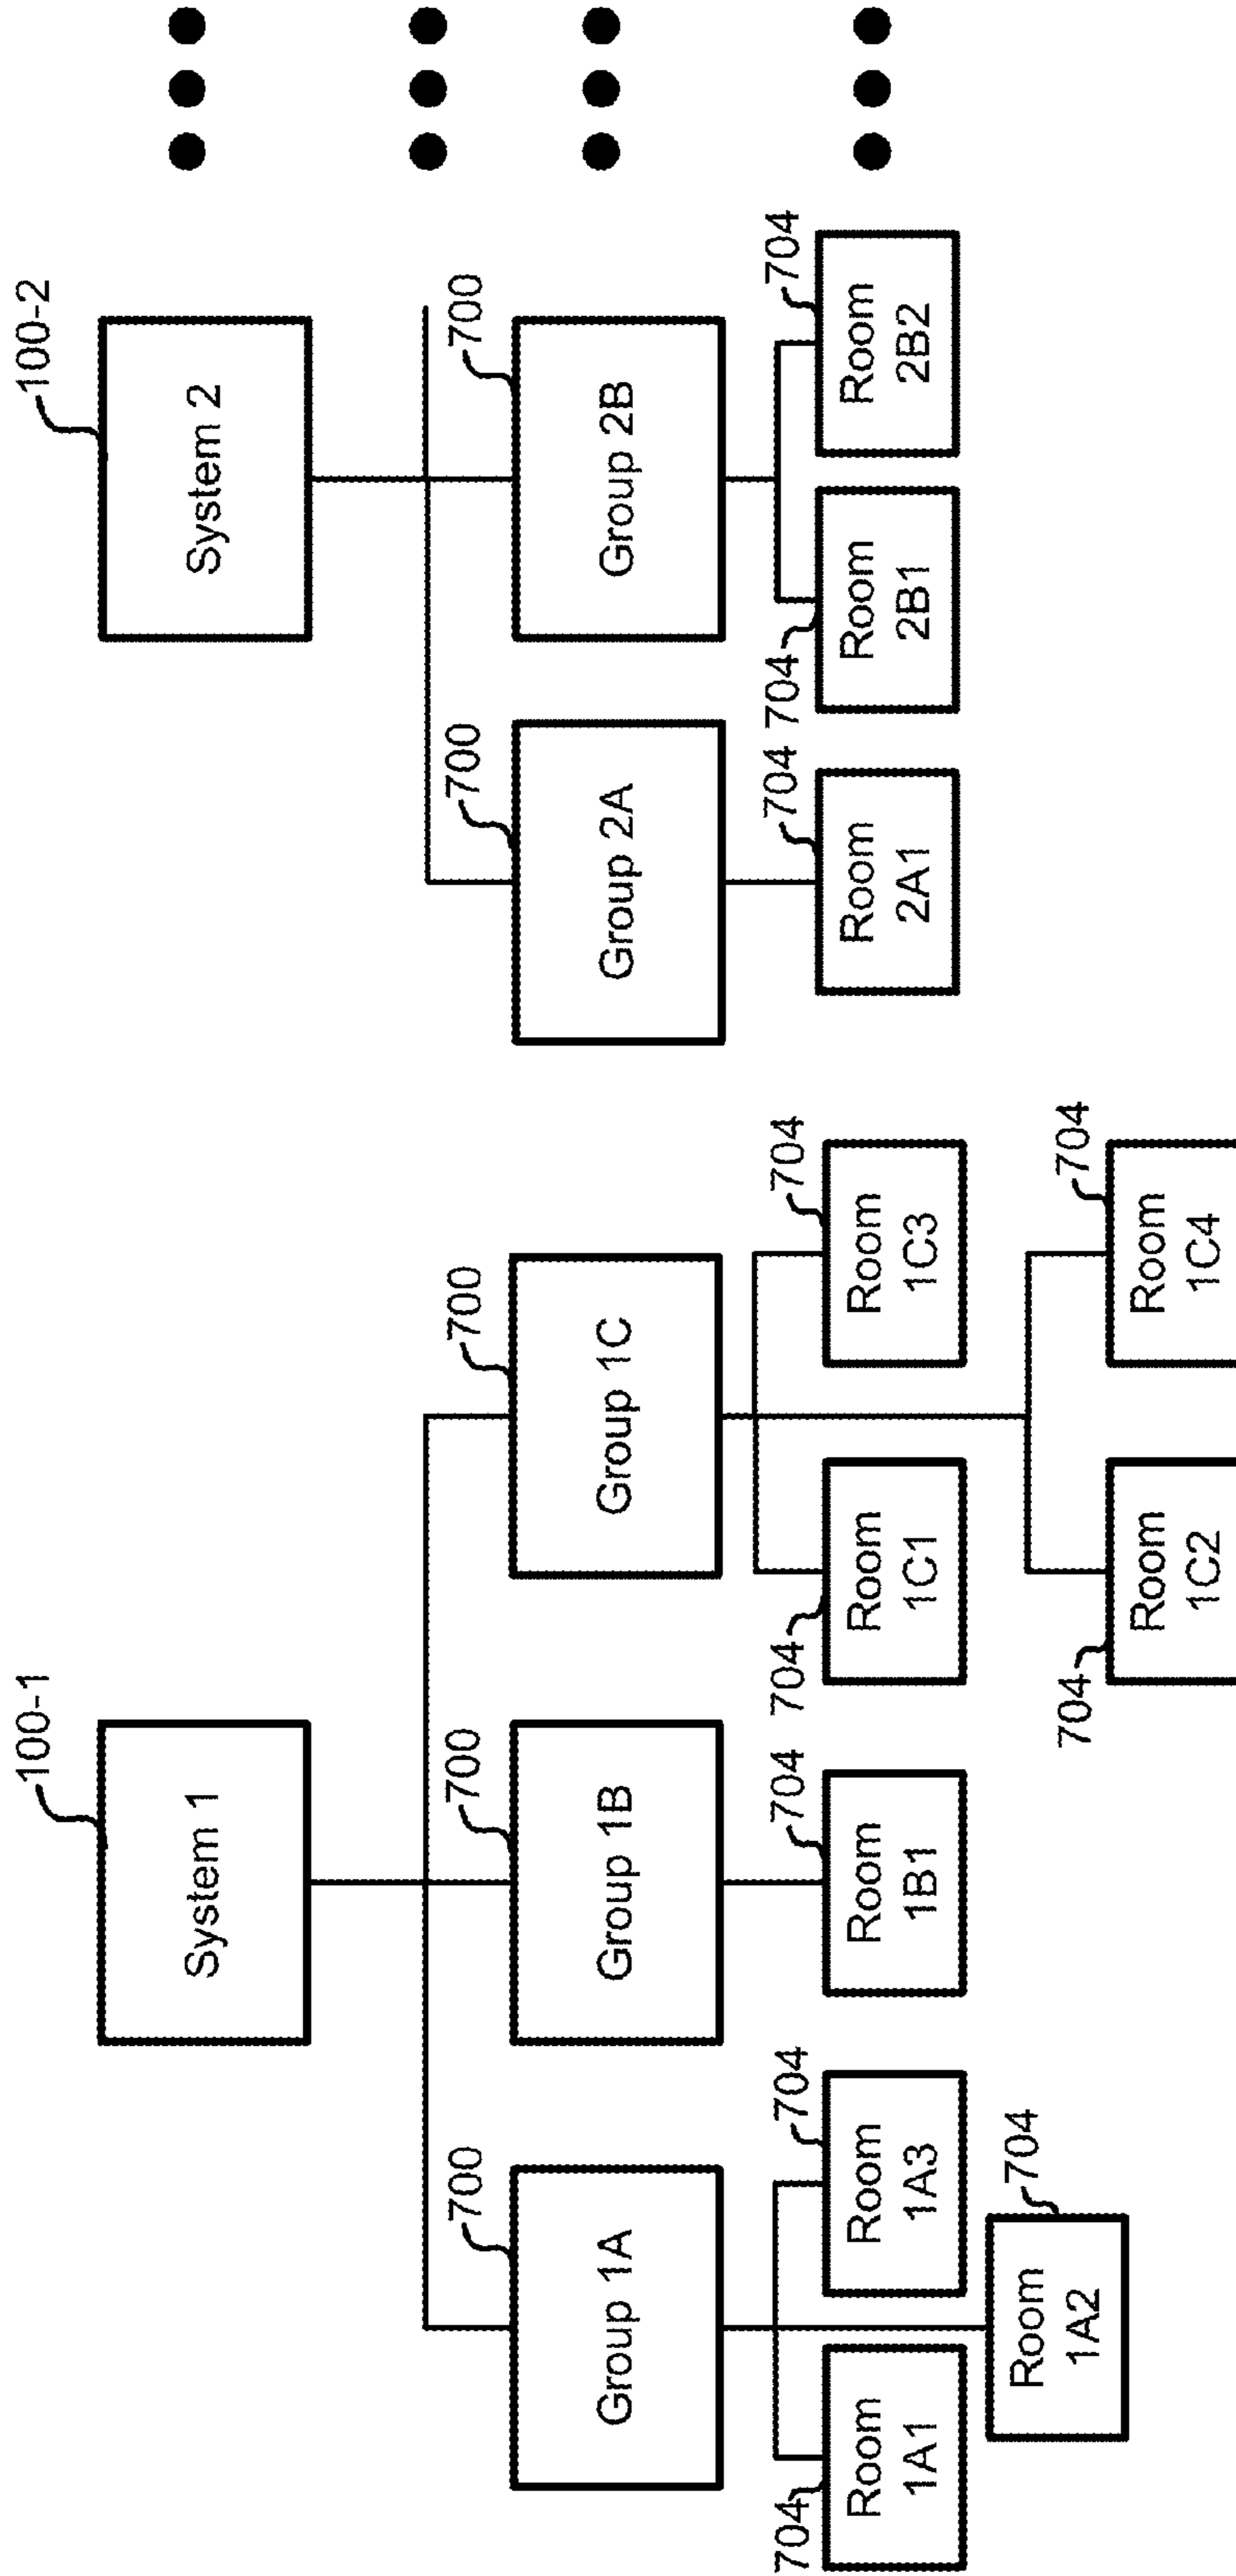 100-1
System 1
100-2
System 2
700
Group 1A
700
Group 1B
700
Group 1C
700
Group 2A
700
Group 2B
704
Room
1A1
704
Room
1A3
704
Room
1A2
704
Room
1B1
704
Room
1C1
704
Room
1C3
704
Room
1C2
704
Room
1C4
704
Room
2A1
704
Room
2B1
704
Room
2B2